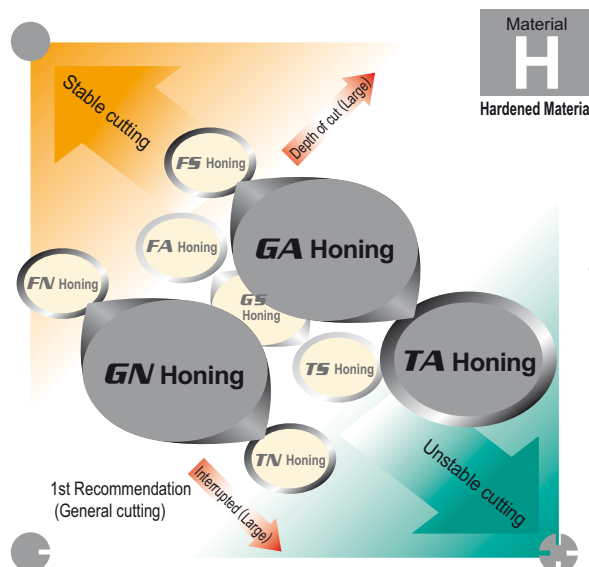 Material
H
Hardened Material
Stable cutting
Depth of cut (Large)
FS Honing
FA Honing
GA Honing
FN Honing
GS
Honing
GN Honing
TS Honing
TA Honing
TN Honing
Unstable cutting
1st Recommendation
(General cutting)
Interrupted (Large)